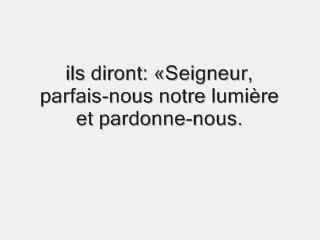 ils diront: «Seigneur,
parfais-nous notre lumière
et pardonne-nous.